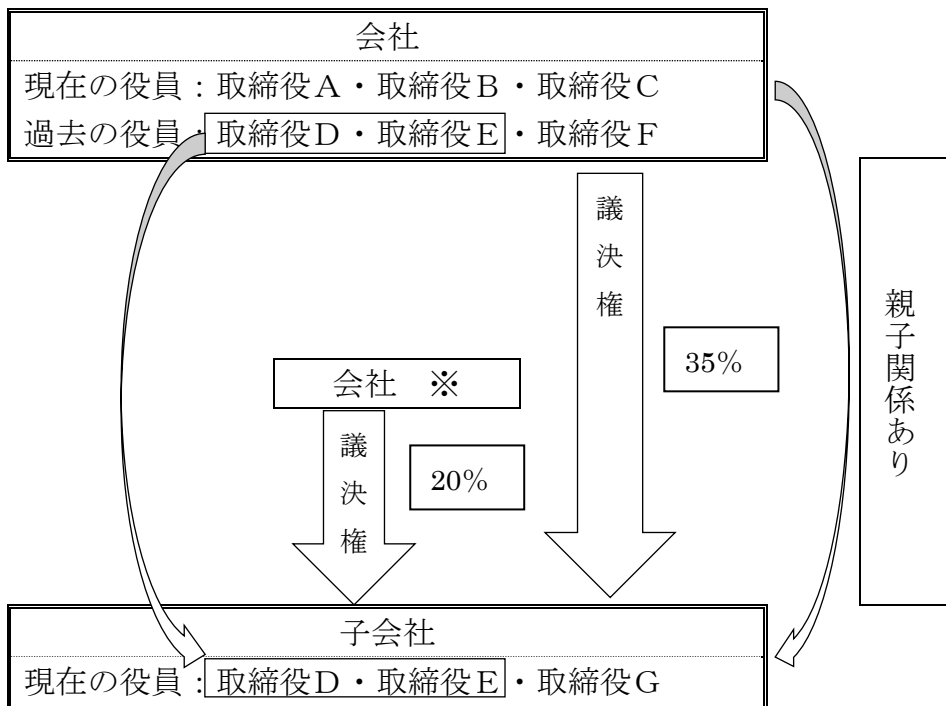 会社
現在の役員：取締役A・取締役B・取締役C
過去の役員：取締役D・取締役E・取締役F
議決権
35%
親子関係あり
会社　※
議決権
20%
子会社
現在の役員：取締役D・取締役E・取締役G